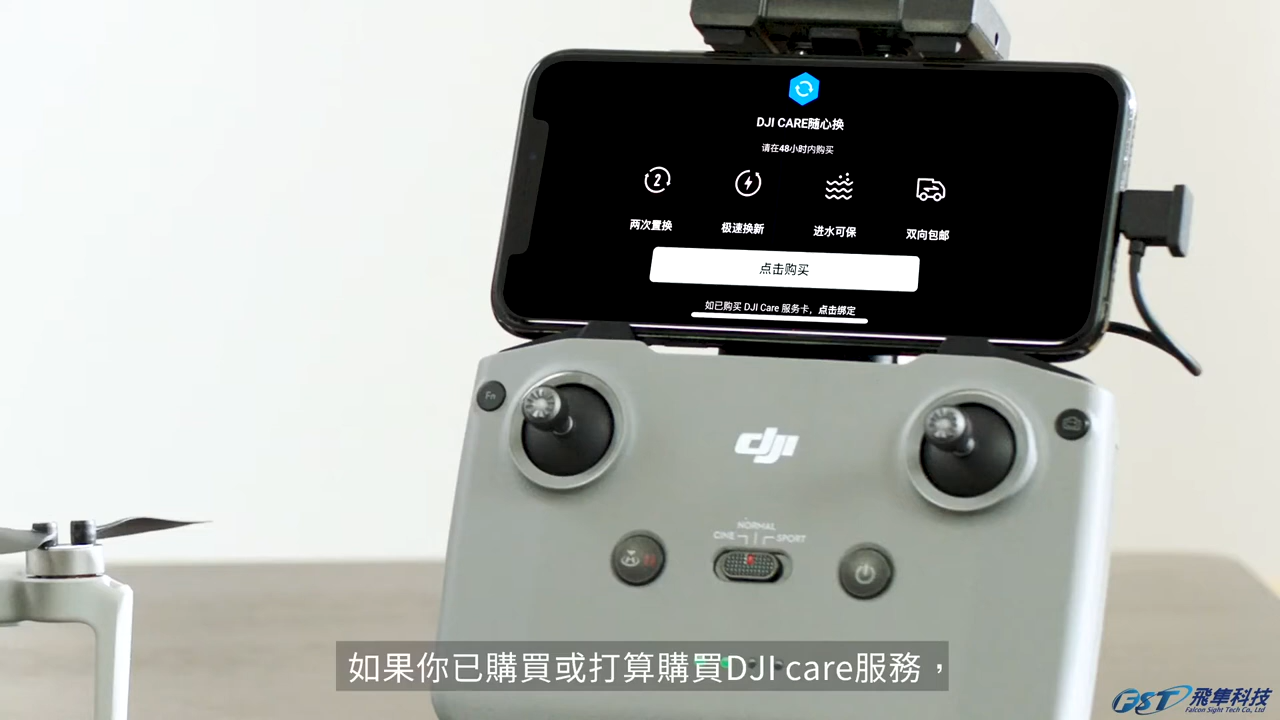 DJI CARE随心换
请在48小时内购买
2
两次置换
极速换新
进水可保
双向包邮
点击购买
如已购买 DJI Care 服务卡，点击绑定
Fn
dji
NORMAL
CINE
SPORT
如果你已購買或打算購買DJI care服務，
FST 飛隼科技
Falcon Sight Tech Co., Ltd